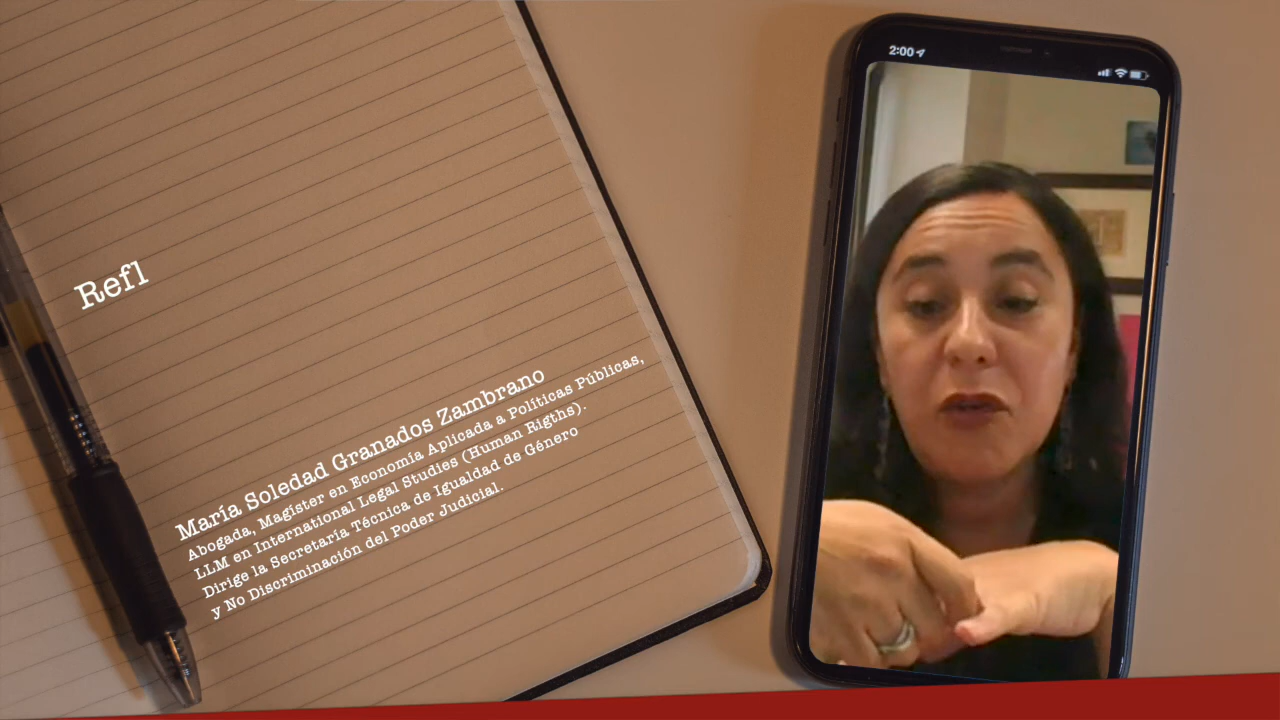 2:00
Refl
María Soledad Granados Zambrano
Abogada, Magíster en Economía Aplicada a Políticas Públicas,
LLM en International Legal Studies (Human Rigths).
Dirige la Secretaría Técnica de Igualdad de Género
y No Discriminación del Poder Judicial.